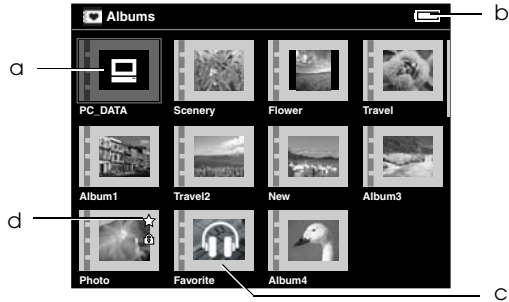 Albums
b
a
PC_DATA Scenery Flower Travel
Album1 Travel2 New Album3
d
Photo Favorite Album4
c